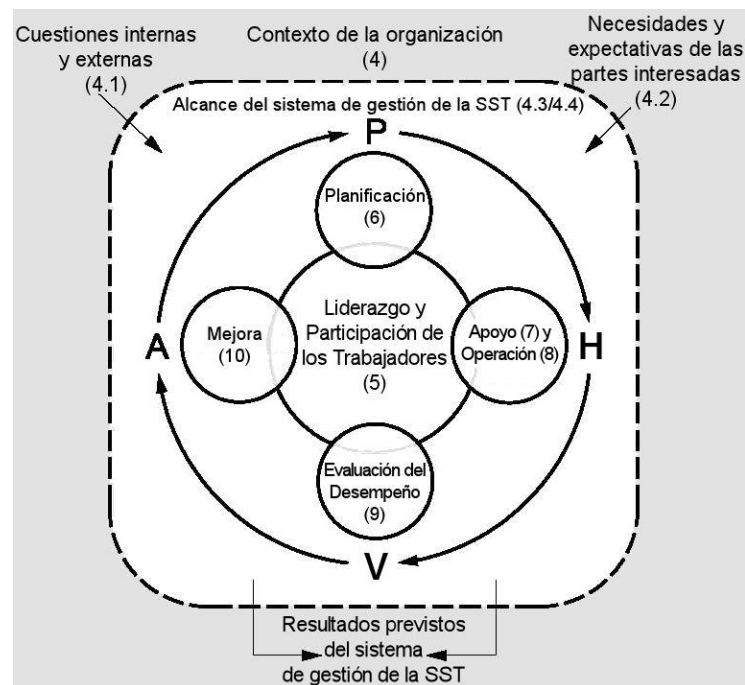 Cuestiones internas
y externas
(4.1)
Contexto de la organización
(4)
Necesidades y
expectativas de las
partes interesadas
(4.2)
Alcance del sistema de gestión de la SST (4.3/4.4)
P
Planificación
(6)
A
Mejora
(10)
Liderazgo y
Participación de
los Trabajadores
(5)
Apoyo (7) y
Operación (8)
H
Evaluación del
Desempeño
(9)
V
Resultados previstos
del sistema
de gestión de la SST